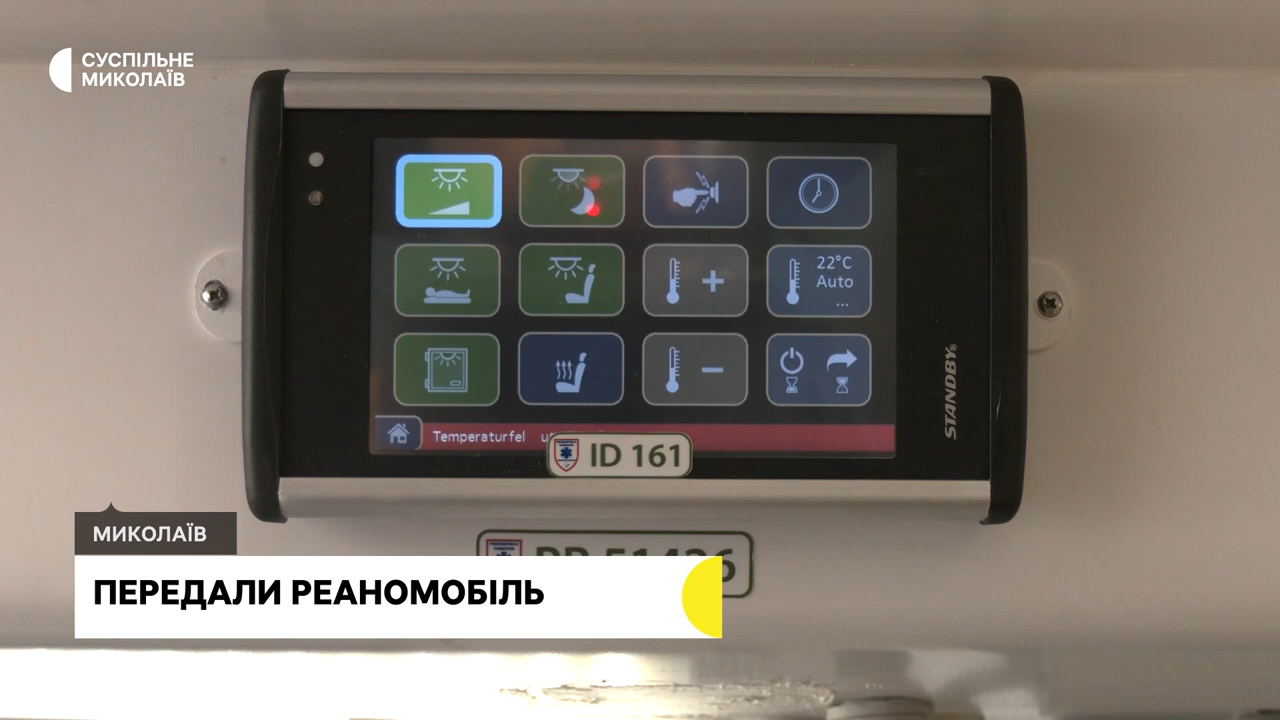 СУСПІЛЬНЕ
МИКОЛАЇВ
22°C
Auto
...
STANDBY®
Temperaturfel
ID 161
МИКОЛАЇВ
ПЕРЕДАЛИ РЕАНОМОБІЛЬ